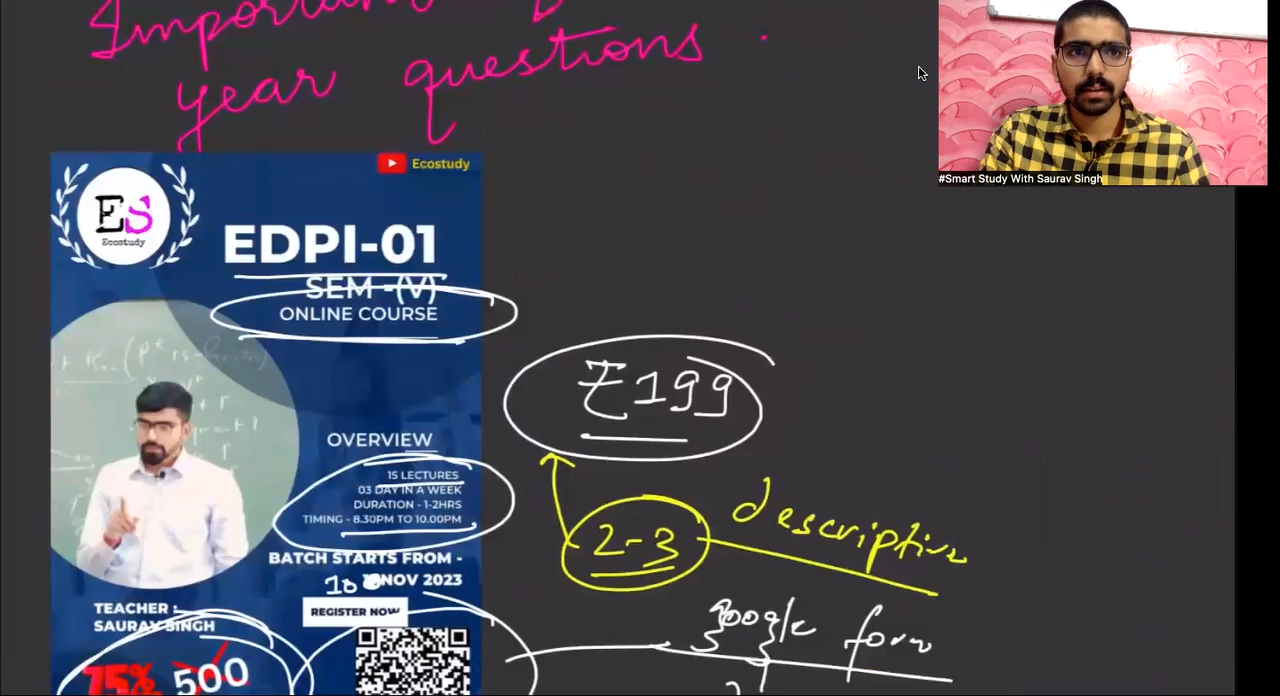 Important
year questions
#Smart Study With Saurav Singh
Ecostudy
ES
Ecostudy
EDPI-01
SEM -(V)
ONLINE COURSE
₹199
OVERVIEW
15 LECTURES
03 DAY IN A WEEK
DURATION - 1-2HRS
TIMING - 8.30PM TO 10.00PM
2-3
descriptive
BATCH STARTS FROM -
NOV 2023
TEACHER :
SAURAV SINGH
REGISTER NOW
google form
75% 500